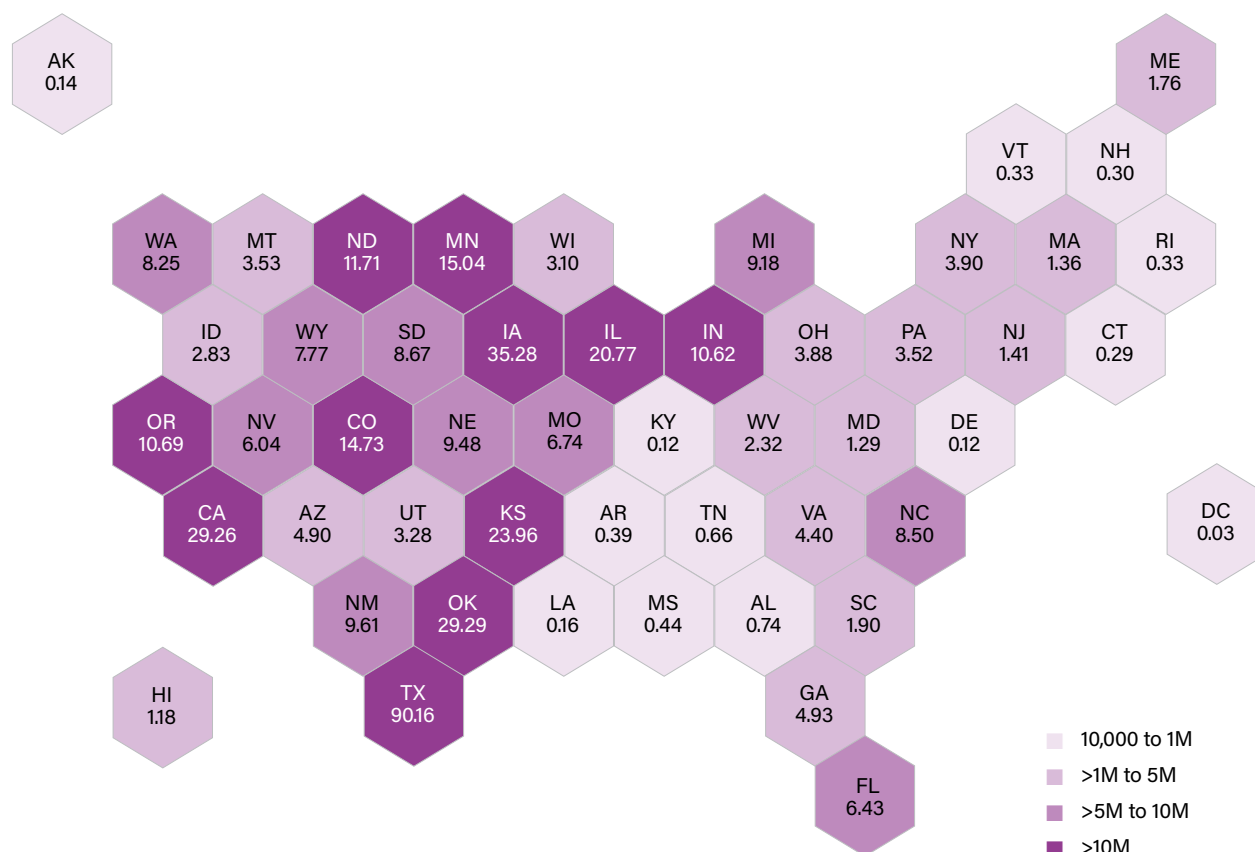 AK
0.14
ME
1.76
VT
0.33
NH
0.30
WA
8.25
MT
3.53
ND
11.71
MN
15.04
WI
3.10
MI
9.18
NY
3.90
MA
1.36
RI
0.33
ID
2.83
WY
7.77
SD
8.67
IA
35.28
IL
20.77
IN
10.62
OH
3.88
PA
3.52
NJ
1.41
CT
0.29
OR
10.69
NV
6.04
CO
14.73
NE
9.48
MO
6.74
KY
0.12
WV
2.32
MD
1.29
DE
0.12
CA
29.26
AZ
4.90
UT
3.28
KS
23.96
AR
0.39
TN
0.66
VA
4.40
NC
8.50
DC
0.03
NM
9.61
OK
29.29
LA
0.16
MS
0.44
AL
0.74
SC
1.90
HI
1.18
TX
90.16
GA
4.93
FL
6.43
10,000 to 1M
>1M to 5M
>5M to 10M
>10M